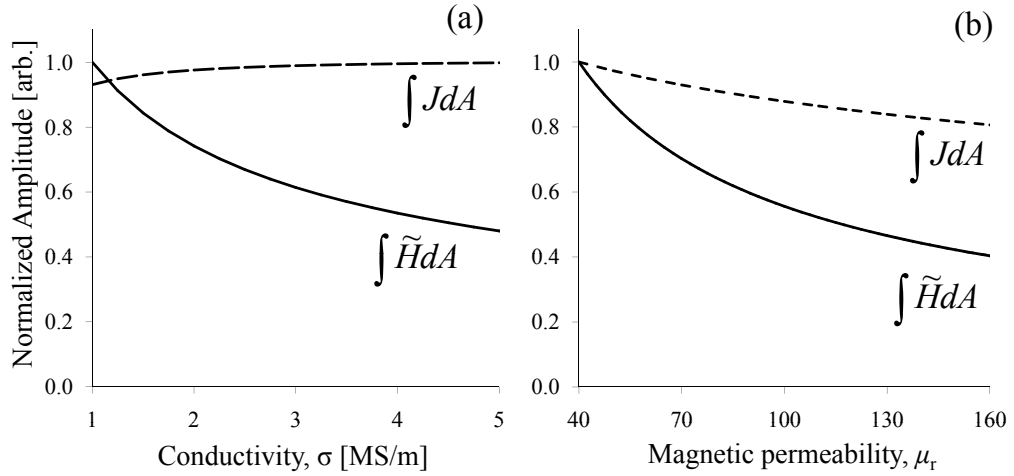 (a)
(b)
Normalized Amplitude [arb.]
1.0
0.8
0.6
0.4
0.2
0.0
∫ JdA
∫ H̃dA
1 2 3 4 5
Conductivity, σ [MS/m]
1.0
0.8
0.6
0.4
0.2
0.0
∫ JdA
∫ H̃dA
40 70 100 130 160
Magnetic permeability, μr